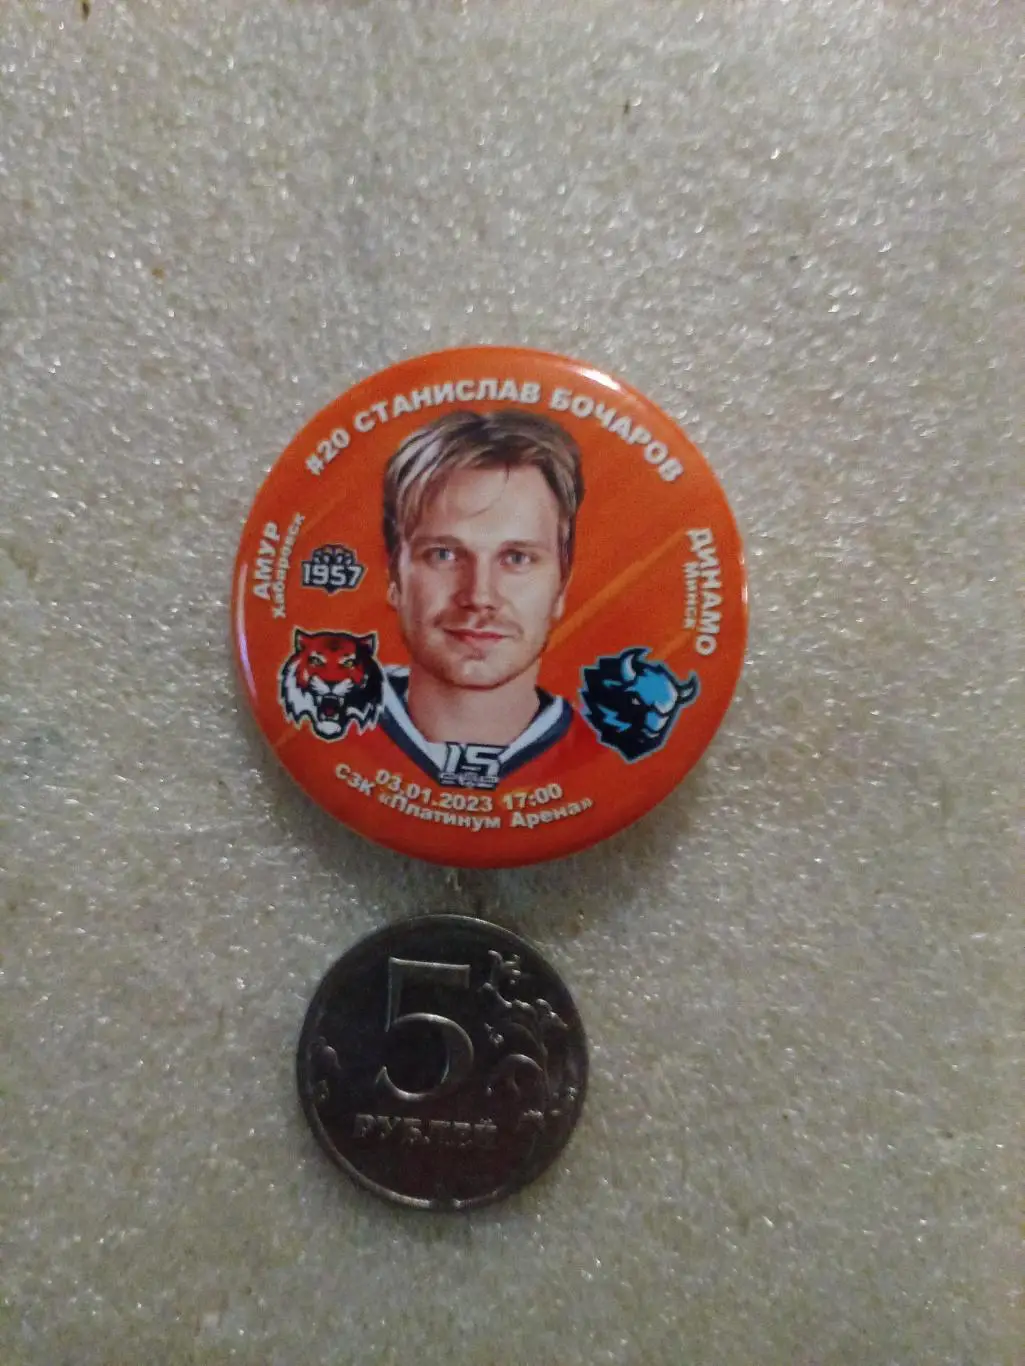 #20 СТАНИСЛАВ БОЧАРОВ
АМУР
Хабаровск
1957
ДИНАМО
Минск
15
03.01.2023 17:00
СЗК «Платинум Арена»
5
РУБЛЕЙ